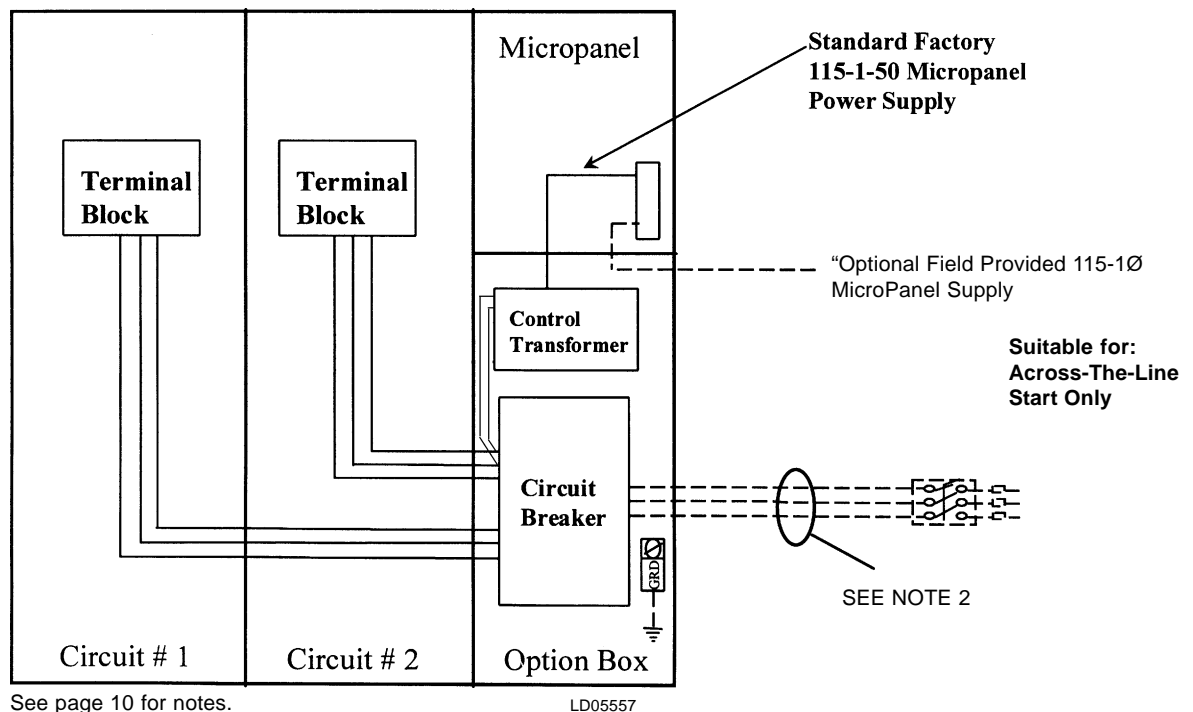 Micropanel
Standard Factory
115-1-50 Micropanel
Power Supply
Terminal
Block
Terminal
Block
“Optional Field Provided 115-1Ø
MicroPanel Supply
Control
Transformer
Suitable for:
Across-The-Line
Start Only
Circuit
Breaker
GRD
SEE NOTE 2
Circuit # 1
Circuit # 2
Option Box
See page 10 for notes.
LD05557